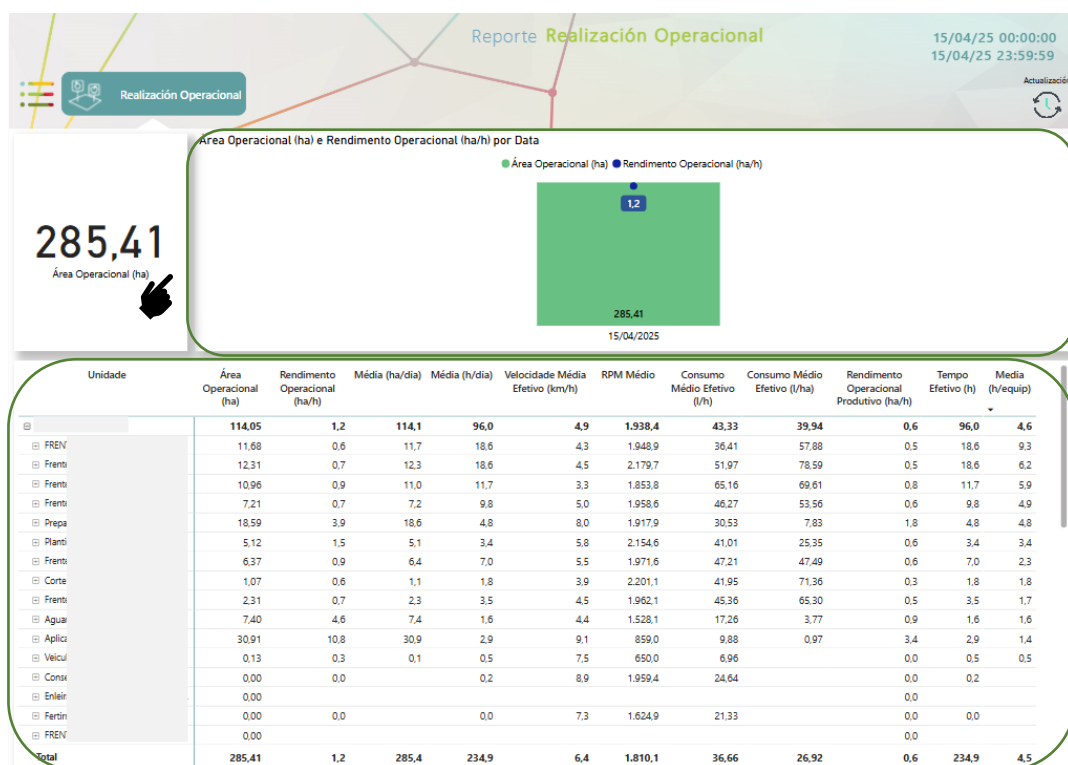 Reporte Realización Operacional
15/04/25 00:00:00
15/04/25 23:59:59
Actualización
Realización Operacional
Área Operacional (ha) e Rendimento Operacional (ha/h) por Data
Área Operacional (ha) Rendimento Operacional (ha/h)
1,2
285,41
Área Operacional (ha)
285,41
15/04/2025
Unidade Área Operacional (ha) Rendimento Operacional (ha/h) Média (ha/dia) Média (h/dia) Velocidade Média Efetivo (km/h) RPM Médio Consumo Médio Efetivo (l/h) Consumo Médio Efetivo (l/ha) Rendimento Operacional Produtivo (ha/h) Tempo Efetivo (h) Media (h/equip)
114,05 1,2 114,1 96,0 4,9 1.938,4 43,33 39,94 0,6 96,0 4,6
FREN 11,68 0,6 11,7 18,6 4,3 1.948,9 36,41 57,88 0,5 18,6 9,3
Frente 12,31 0,7 12,3 18,6 4,5 2.179,7 51,97 78,59 0,5 18,6 6,2
Frente 10,96 0,9 11,0 11,7 3,3 1.853,8 65,16 69,61 0,8 11,7 5,9
Frente 7,21 0,7 7,2 9,8 5,0 1.958,6 46,27 53,56 0,6 9,8 4,9
Prepa 18,59 3,9 18,6 4,8 8,0 1.917,9 30,53 7,83 1,8 4,8 4,8
Planti 5,12 1,5 5,1 3,4 5,8 2.154,6 41,01 25,35 0,6 3,4 3,4
Frente 6,37 0,9 6,4 7,0 5,5 1.971,6 47,21 47,49 0,6 7,0 2,3
Corte 1,07 0,6 1,1 1,8 3,9 2.201,1 41,95 71,36 0,3 1,8 1,8
Frente 2,31 0,7 2,3 3,5 4,5 1.962,1 45,36 65,30 0,5 3,5 1,7
Agua 7,40 4,6 7,4 1,6 4,4 1.528,1 17,26 3,77 0,9 1,6 1,6
Aplica 30,91 10,8 30,9 2,9 9,1 859,0 9,88 0,97 3,4 2,9 1,4
Veicul 0,13 0,3 0,1 0,5 7,5 650,0 6,96 0,0 0,5 0,5
Conse 0,00 0,0 0,2 8,9 1.959,4 24,64 0,0 0,2
Enleir 0,00 0,0
Fertirr 0,00 0,0 0,0 7,3 1.624,9 21,33 0,0 0,0
FREN 0,00 0,0
Total 285,41 1,2 285,4 234,9 6,4 1.810,1 36,66 26,92 0,6 234,9 4,5